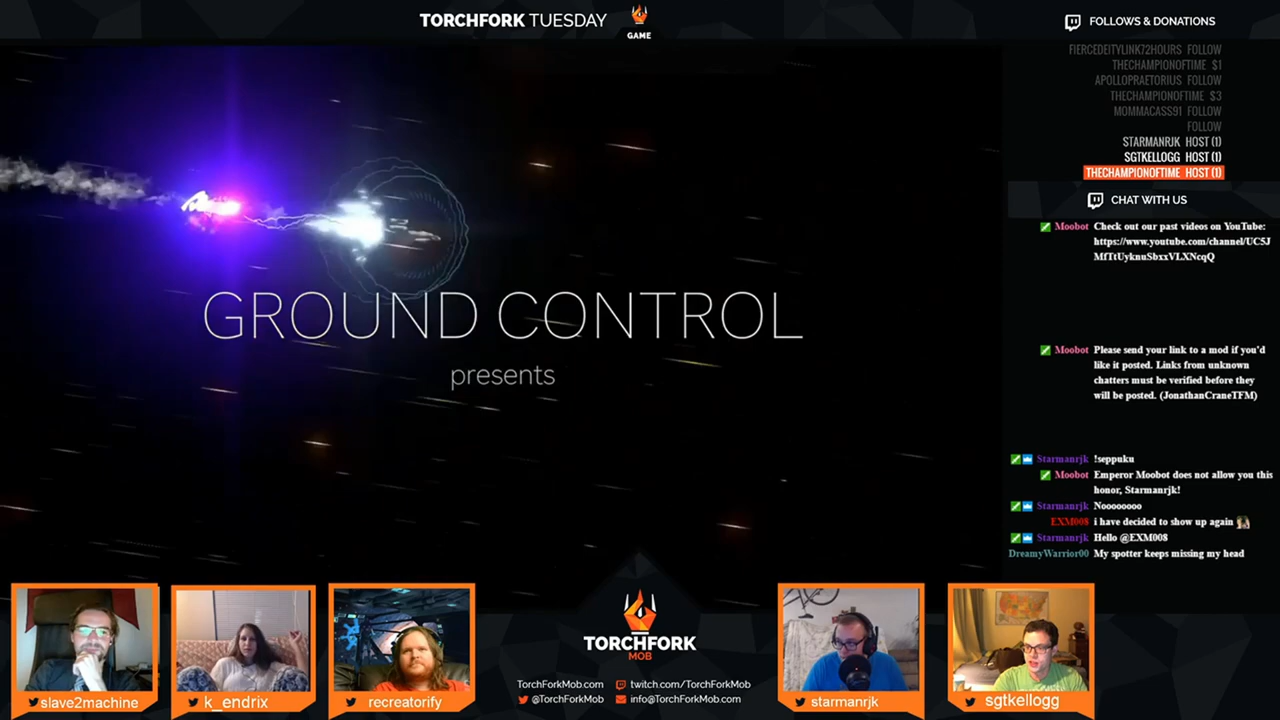 TORCHFORK TUESDAY
GAME
FOLLOWS & DONATIONS
FIERCEDEITYLINK72HOURS FOLLOW
THECHAMPIONOFTIME $1
APOLLOPRAETORIUS FOLLOW
THECHAMPIONOFTIME $3
MOMMACASS91 FOLLOW
FOLLOW
STARMANRJK HOST (1)
SGTKELLOGG HOST (1)
THECHAMPIONOFTIME HOST (1)
CHAT WITH US
Moobot Check out our past videos on YouTube:
https://www.youtube.com/channel/UC5J
MfTtUyknuSbxxVLXNcqQ
Moobot Please send your link to a mod if you'd
like it posted. Links from unknown
chatters must be verified before they
will be posted. (JonathanCraneTFM)
Starmanrjk !seppuku
Moobot Emperor Moobot does not allow you this
honor, Starmanrjk!
Starmanrjk Noooooooo
EXM008 i have decided to show up again
Starmanrjk Hello @EXM008
DreamyWarrior00 My spotter keeps missing my head
GROUND CONTROL
presents
slave2machine
k_endrix
recreatorify
TORCHFORK
MOB
TorchForkMob.com twitch.com/TorchForkMob
@TorchForkMob info@TorchForkMob.com
starmanrjk
sgtkellogg